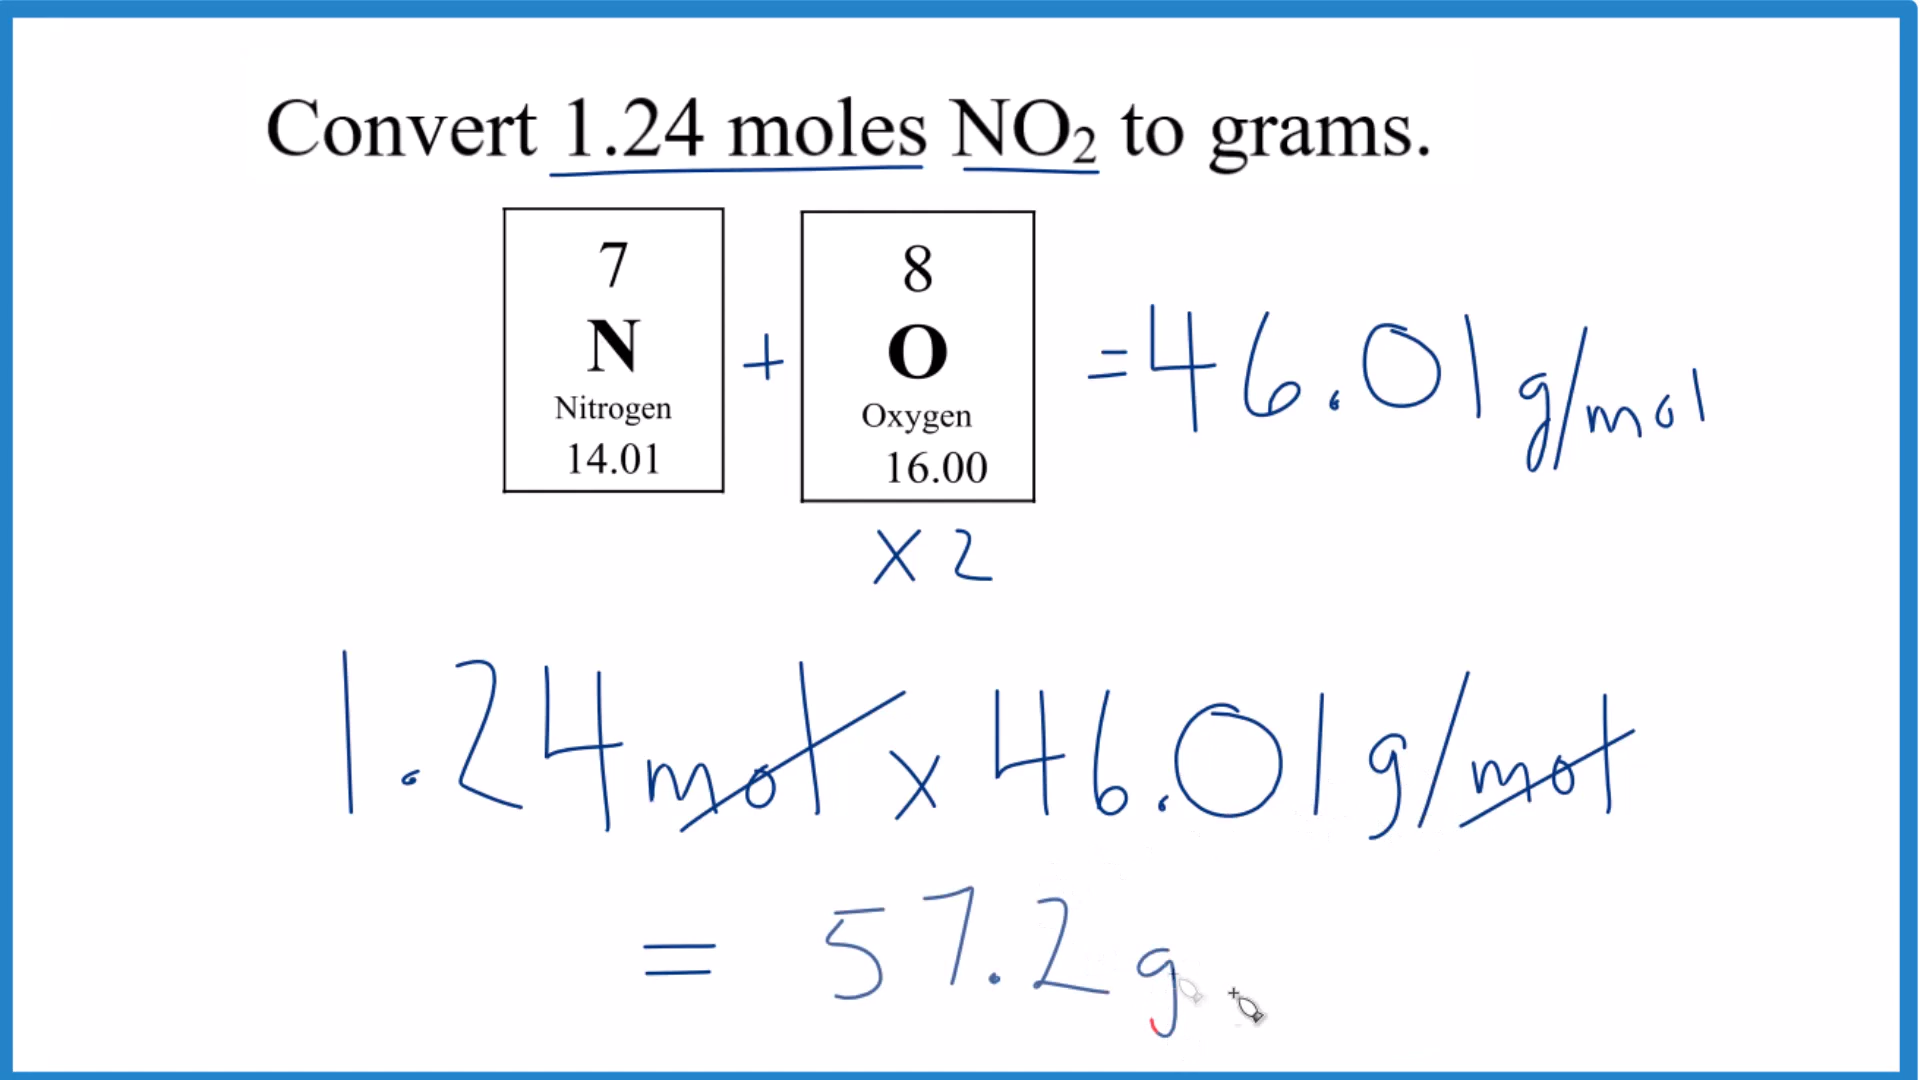 Convert 1.24 moles NO₂ to grams.
7
N
Nitrogen
14.01
+
8
O
Oxygen
16.00
= 46.01 g/mol
x 2
1.24 mol x 46.01 g/mol
= 57.2 g